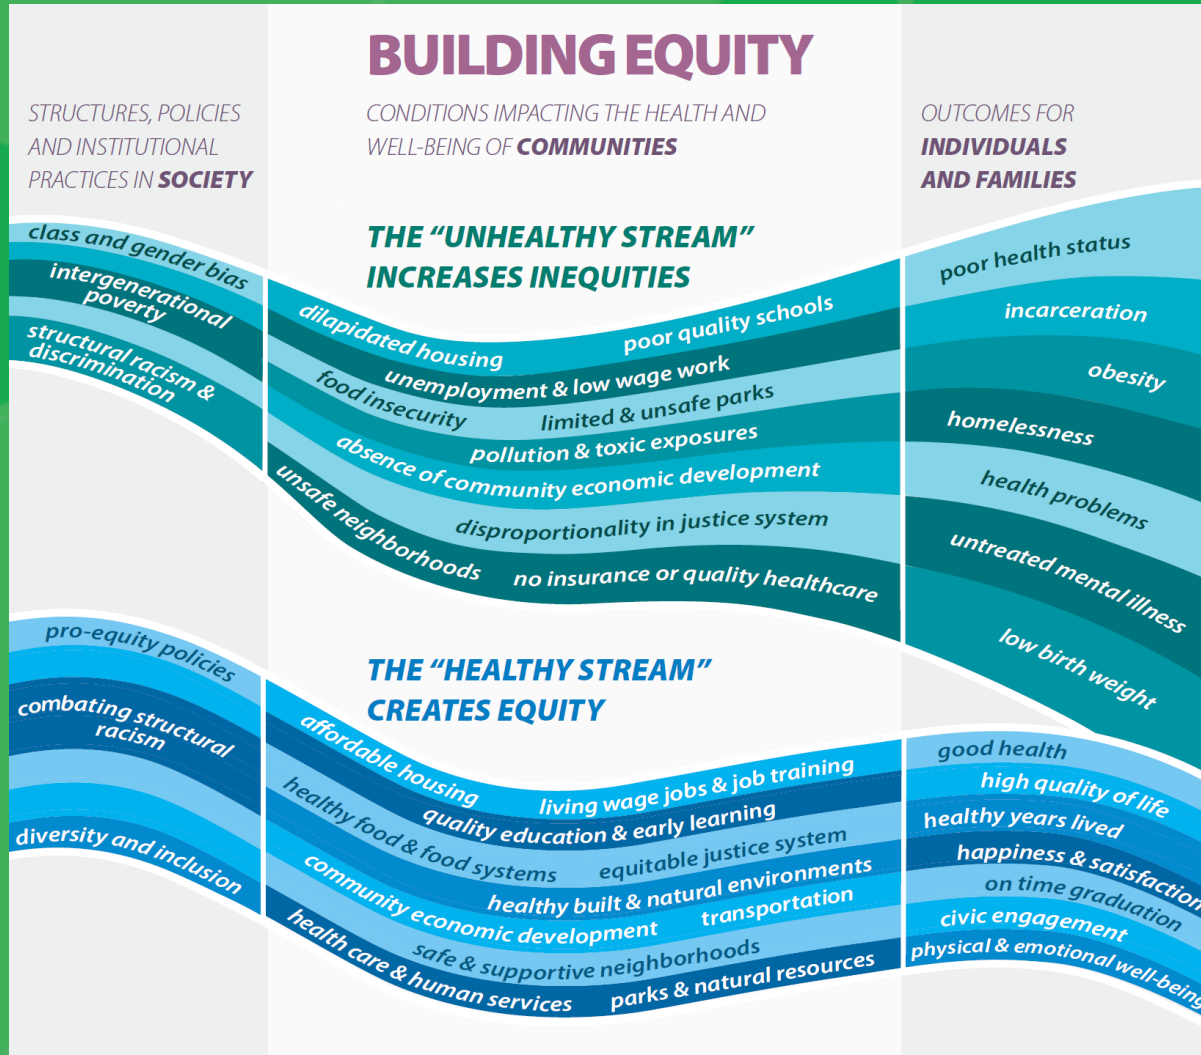 BUILDING EQUITY
STRUCTURES, POLICIES
AND INSTITUTIONAL
PRACTICES IN SOCIETY
CONDITIONS IMPACTING THE HEALTH AND
WELL-BEING OF COMMUNITIES
OUTCOMES FOR
INDIVIDUALS
AND FAMILIES
THE “UNHEALTHY STREAM”
INCREASES INEQUITIES
class and gender bias
intergenerational
poverty
structural racism &
discrimination
dilapidated housing
poor quality schools
unemployment & low wage work
food insecurity
limited & unsafe parks
pollution & toxic exposures
absence of community economic development
disproportionality in justice system
unsafe neighborhoods
no insurance or quality healthcare
poor health status
incarceration
obesity
homelessness
health problems
untreated mental illness
low birth weight
THE “HEALTHY STREAM”
CREATES EQUITY
pro-equity policies
combating structural
racism
diversity and inclusion
affordable housing
living wage jobs & job training
quality education & early learning
healthy food & food systems
equitable justice system
healthy built & natural environments
community economic development
transportation
safe & supportive neighborhoods
health care & human services
parks & natural resources
good health
high quality of life
healthy years lived
happiness & satisfaction
on time graduation
civic engagement
physical & emotional well-being